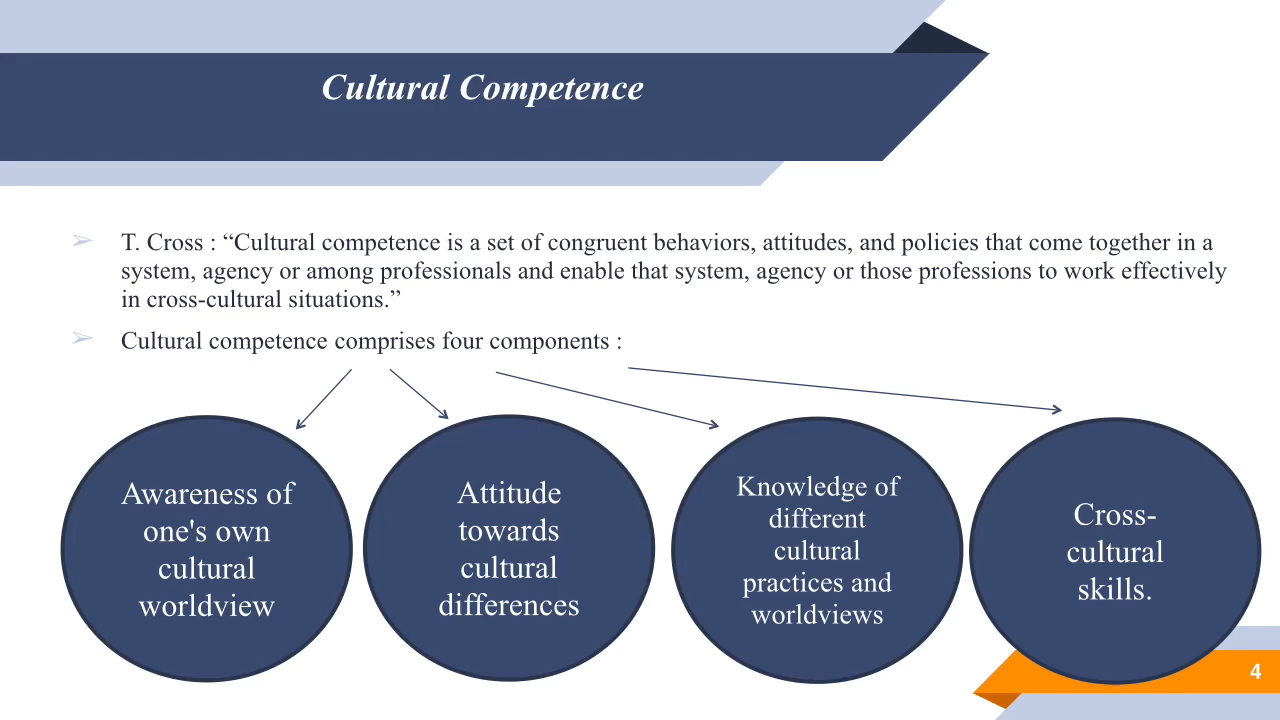 Cultural Competence
➢ T. Cross : “Cultural competence is a set of congruent behaviors, attitudes, and policies that come together in a
system, agency or among professionals and enable that system, agency or those professions to work effectively
in cross-cultural situations.”
➢ Cultural competence comprises four components :
Awareness of
one's own
cultural
worldview
Attitude
towards
cultural
differences
Knowledge of
different
cultural
practices and
worldviews
Cross-
cultural
skills.
4